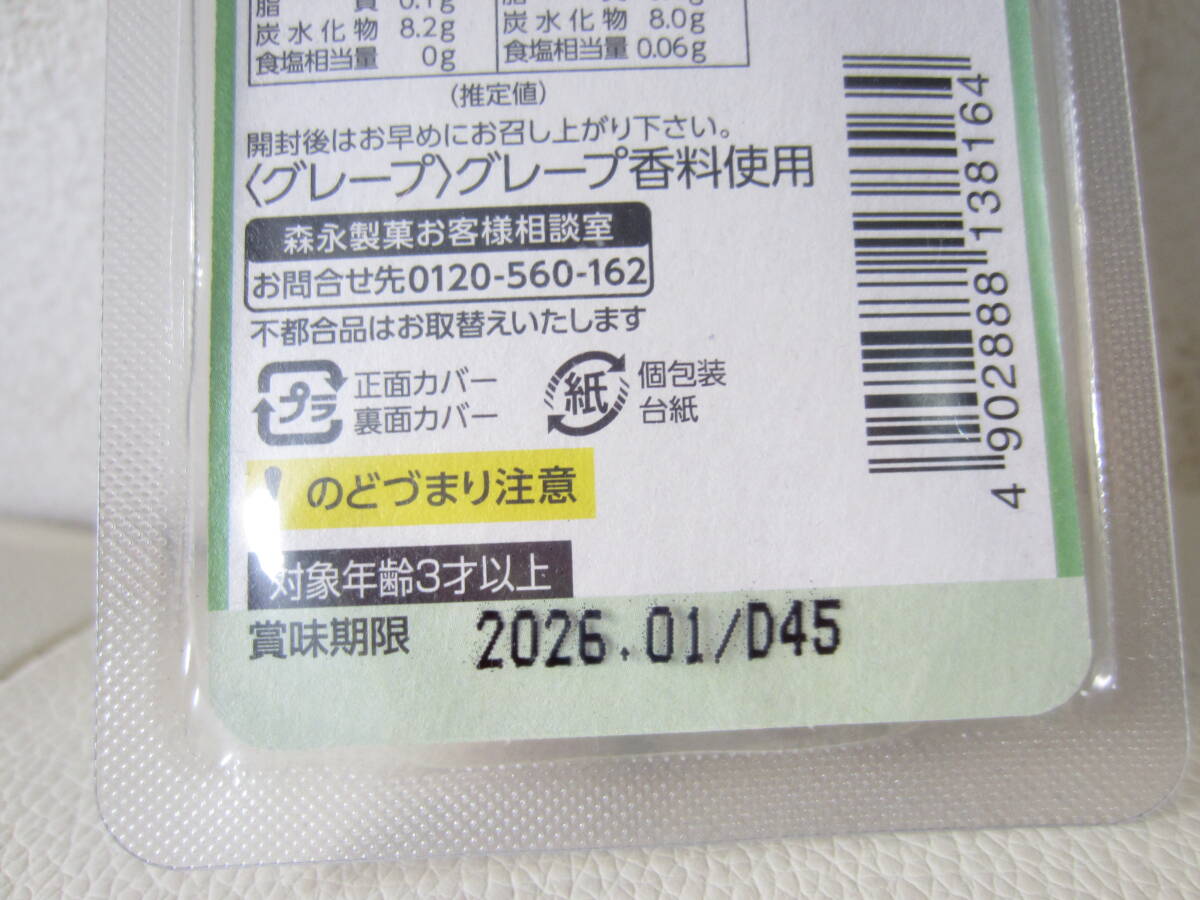 脂 質 0.1g
炭水化物 8.2g
食塩相当量 0g
質
炭水化物 8.0g
食塩相当量 0.06g
(推定値)
開封後はお早めにお召し上がり下さい。
〈グレープ〉グレープ香料使用
森永製菓お客様相談室
お問合せ先0120-560-162
不都合品はお取替えいたします
プラ
正面カバー
裏面カバー
紙
個包装
台紙
! のどづまり注意
対象年齢3才以上
賞味期限 2026.01/D45
4902888138164